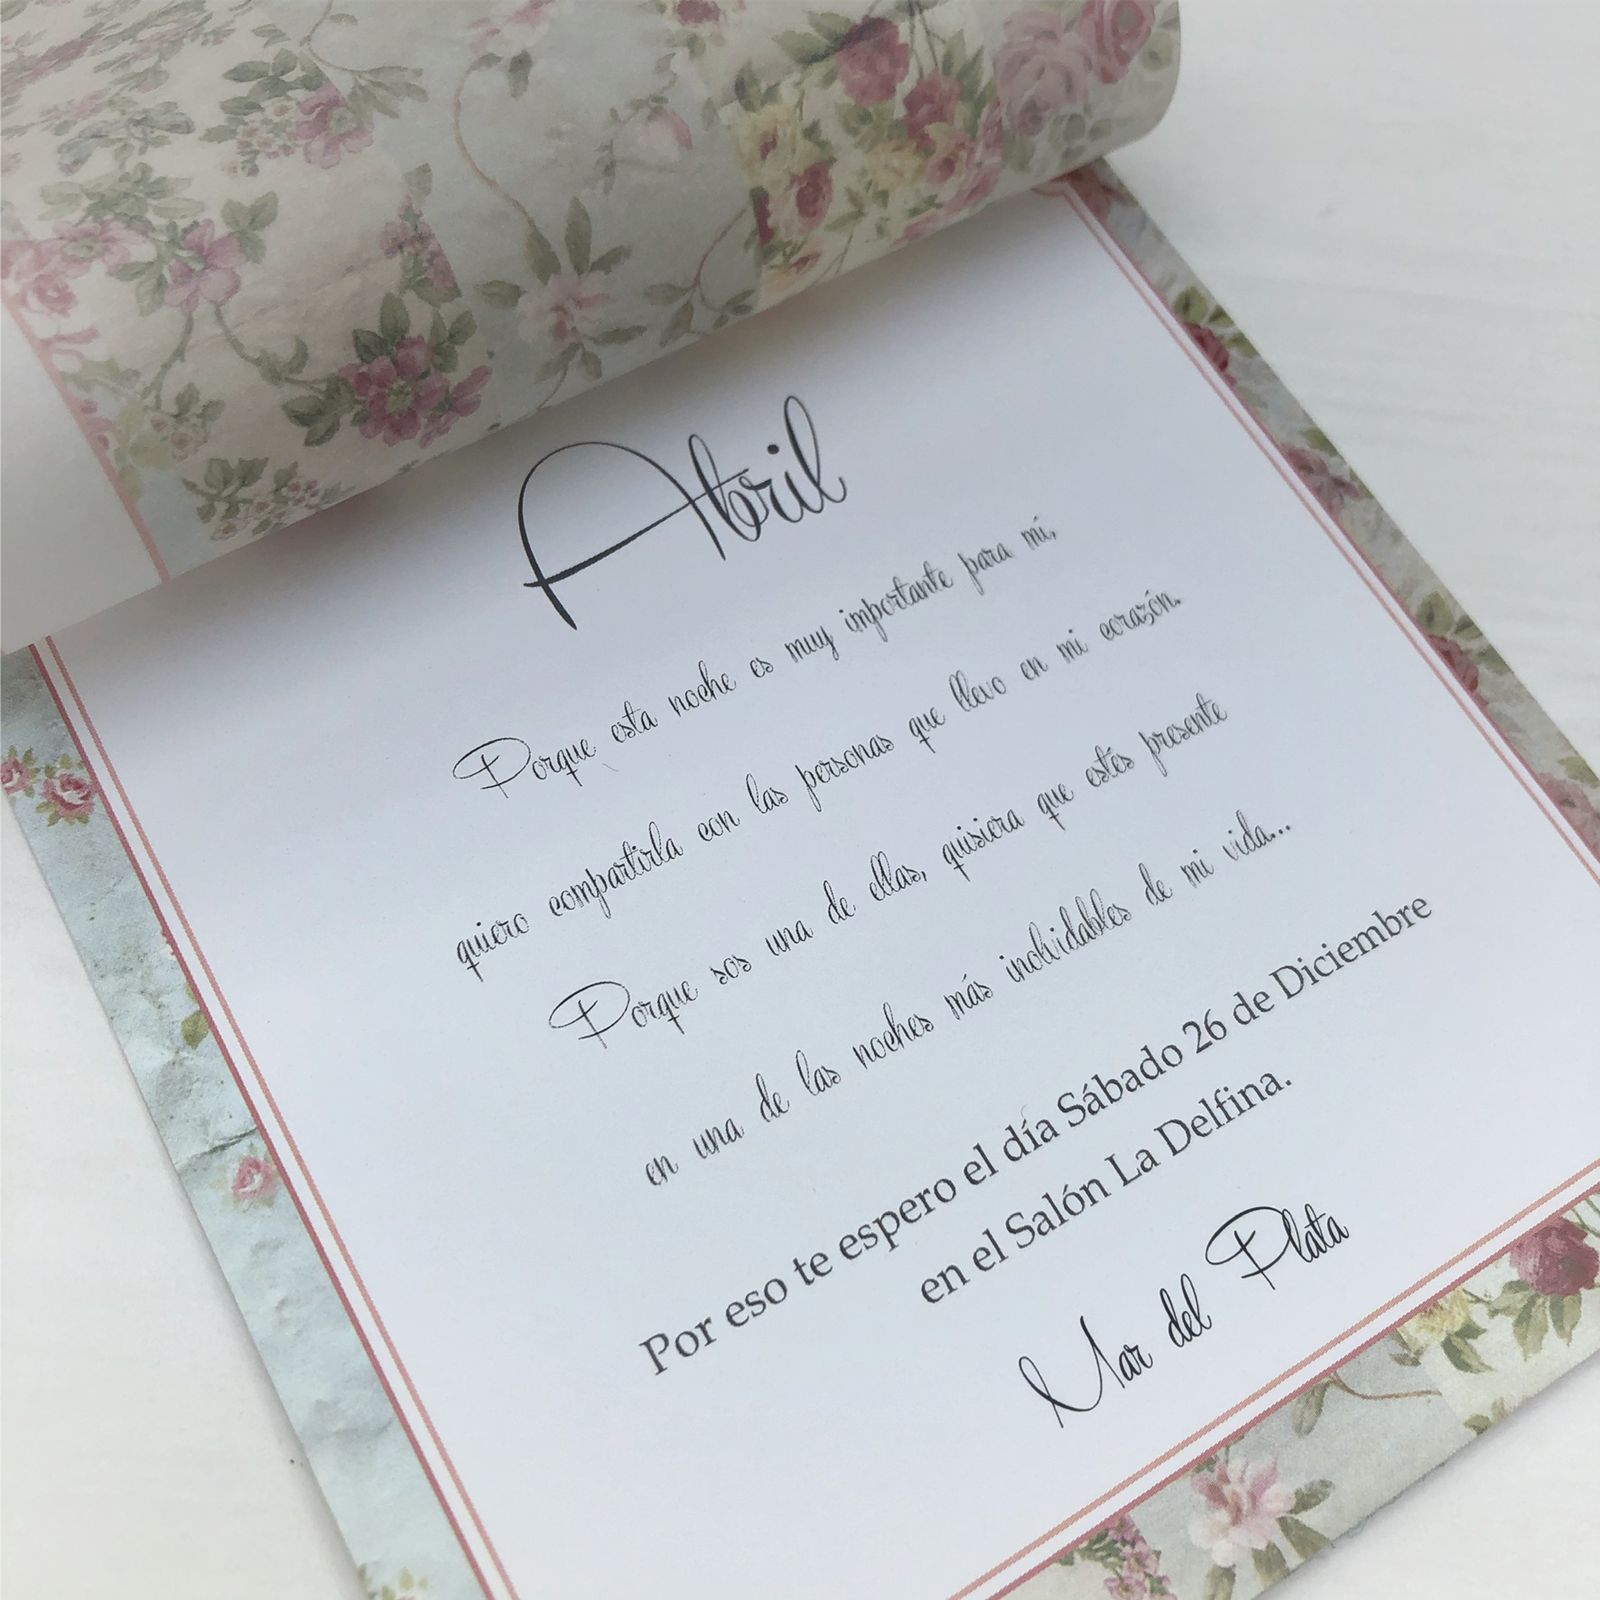 Abril
Porque esta noche es muy importante para mí,
quiero compartirla con las personas que llevo en mi corazón.
Porque sos una de ellas, quisiera que estés presente
en una de las noches más inolvidables de mi vida...
Por eso te espero el día Sábado 26 de Diciembre
en el Salón La Delfina.
Mar del Plata